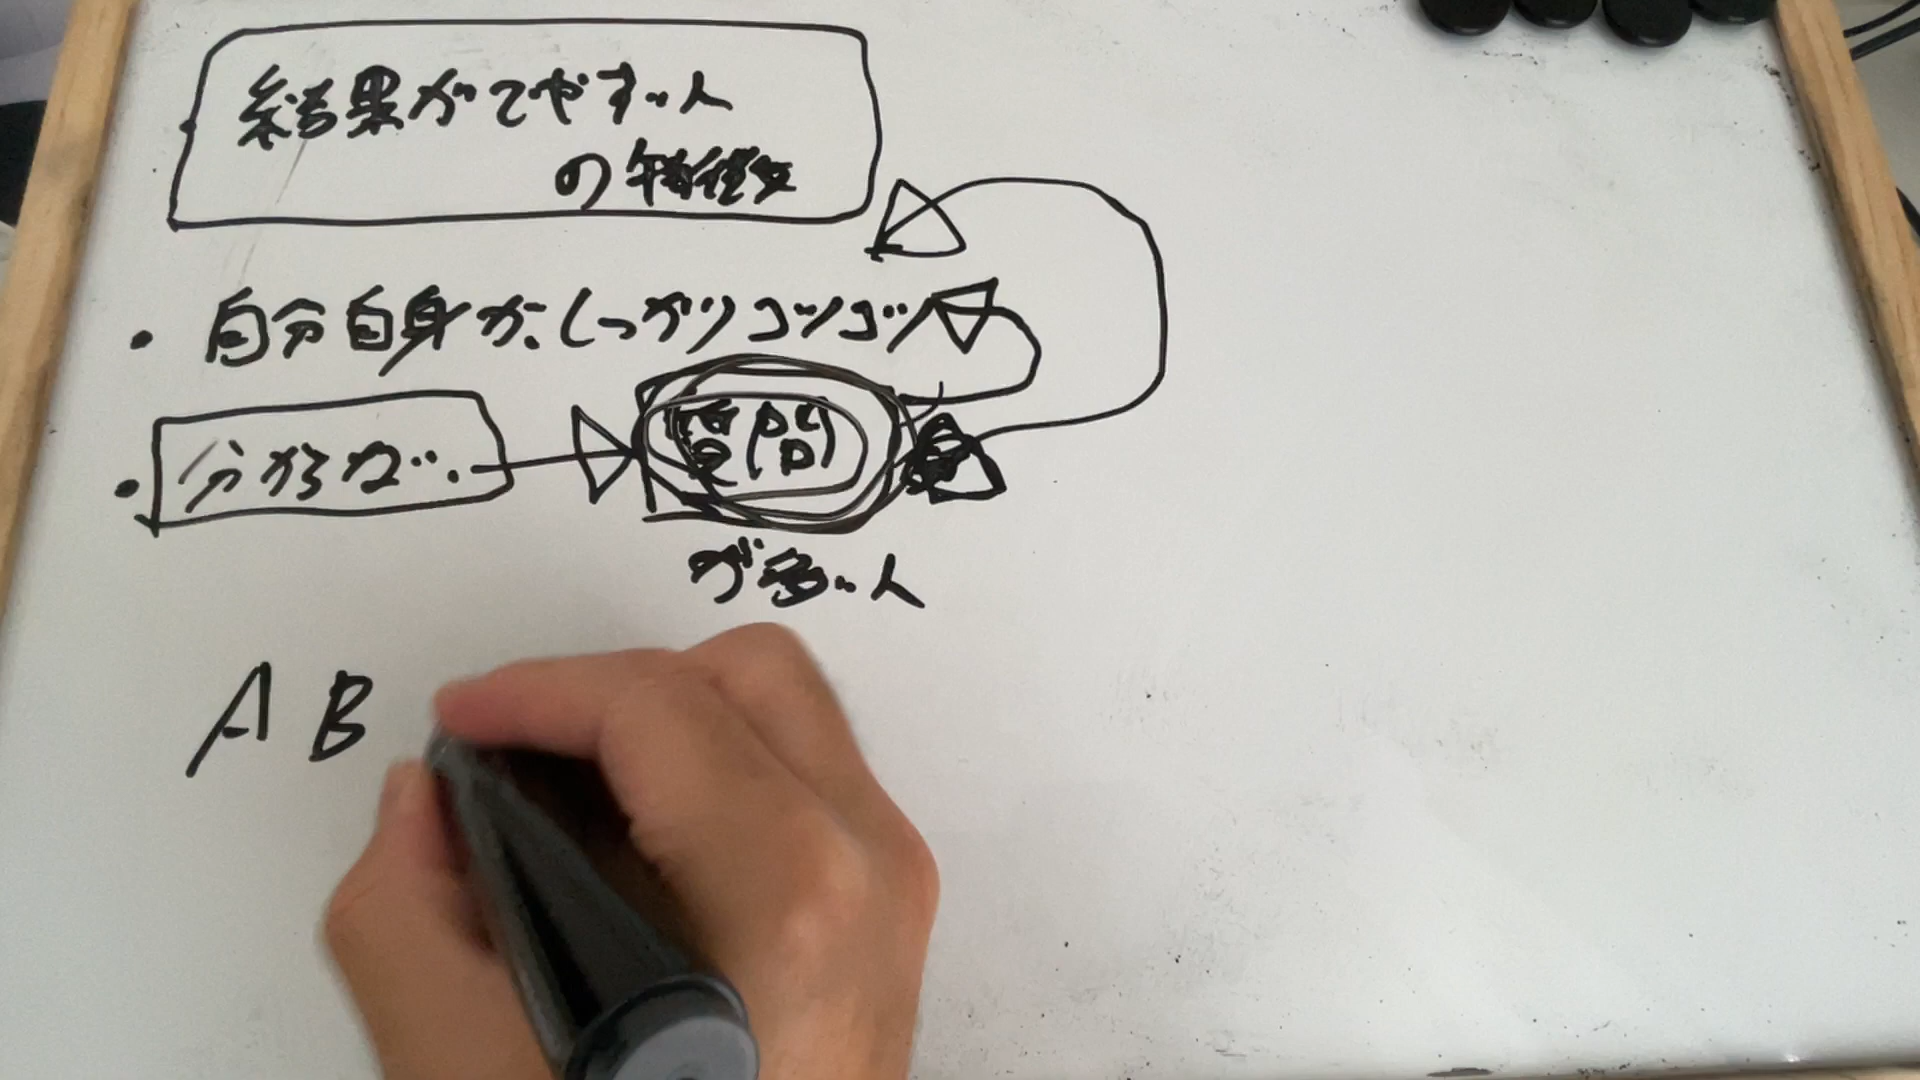 結果がでやすい人
の特徴
・自分自身が、しっかりコツコツ
・分からない 質問
が多い人
A B